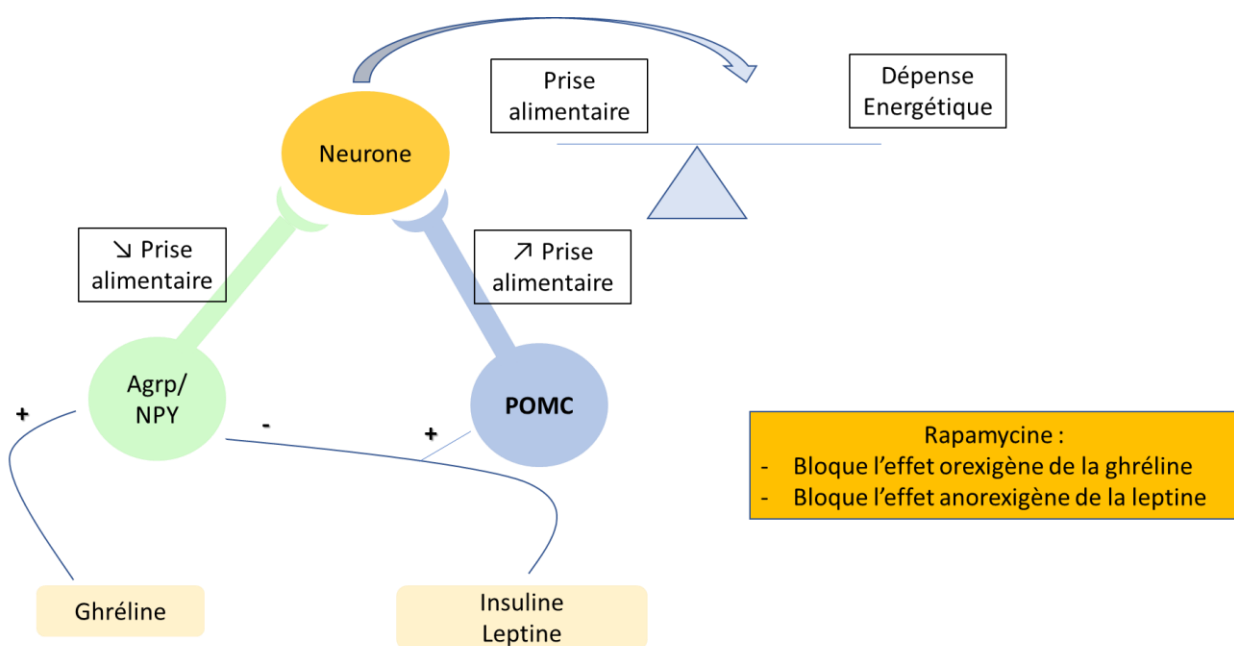 Prise
alimentaire
Dépense
Energétique
Neurone
↘ Prise
alimentaire
↗ Prise
alimentaire
Agrp/
NPY
POMC
+
-
+
Rapamycine :
- Bloque l’effet orexigène de la ghréline
- Bloque l’effet anorexigène de la leptine
Ghréline
Insuline
Leptine